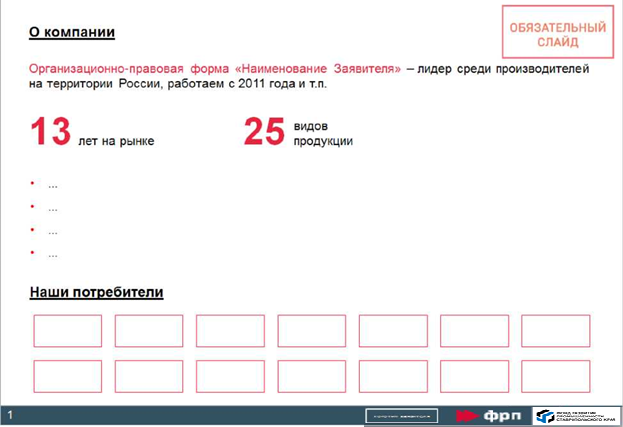 О компании
ОБЯЗАТЕЛЬНЫЙ
СЛАЙД
Организационно-правовая форма «Наименование Заявителя» – лидер среди производителей
на территории России, работаем с 2011 года и т.п.
13 лет на рынке
25 видов
продукции
• ...
• ...
• ...
• ...
Наши потребители
1
фрп
ФОНД РАЗВИТИЯ
ПРОМЫШЛЕННОСТИ
СТАВРОПОЛЬСКОГО КРАЯ